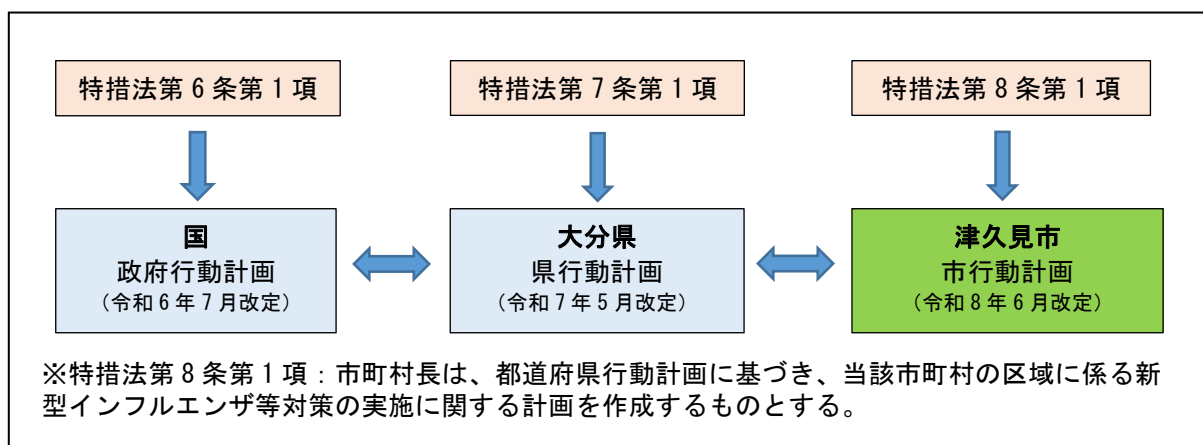 特措法第6条第1項
特措法第7条第1項
特措法第8条第1項
国
政府行動計画
（令和6年7月改定）
大分県
県行動計画
（令和7年5月改定）
津久見市
市行動計画
（令和8年6月改定）
※特措法第8条第1項：市町村長は、都道府県行動計画に基づき、当該市町村の区域に係る新
型インフルエンザ等対策の実施に関する計画を作成するものとする。